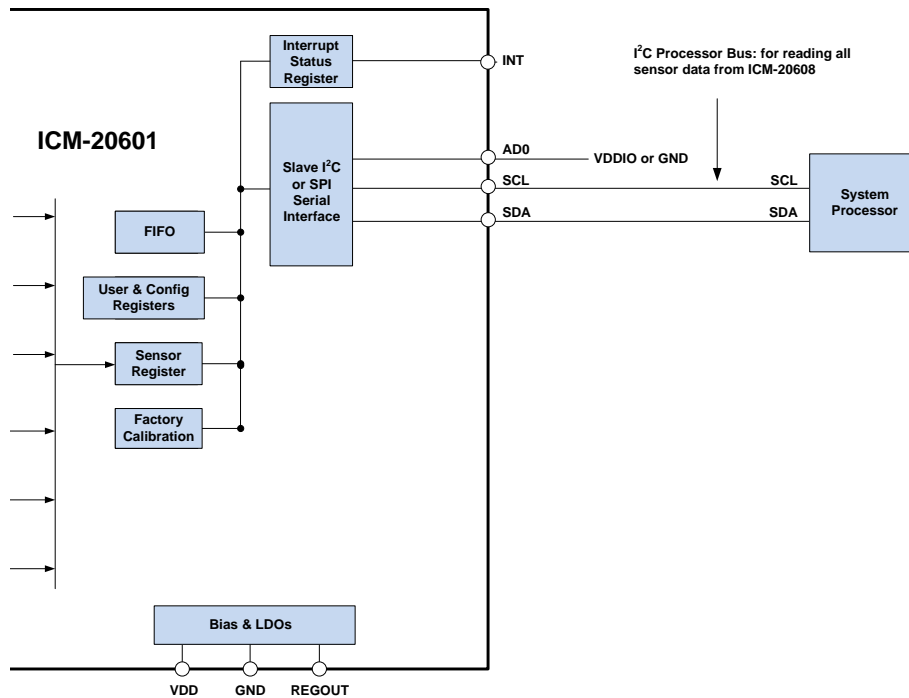 Interrupt
Status
Register
INT
I²C Processor Bus: for reading all
sensor data from ICM-20608
ICM-20601
Slave I²C
or SPI
Serial
Interface
AD0
VDDIO or GND
SCL
SCL
System
Processor
SDA
SDA
FIFO
User & Config
Registers
Sensor
Register
Factory
Calibration
Bias & LDOs
VDD
GND
REGOUT